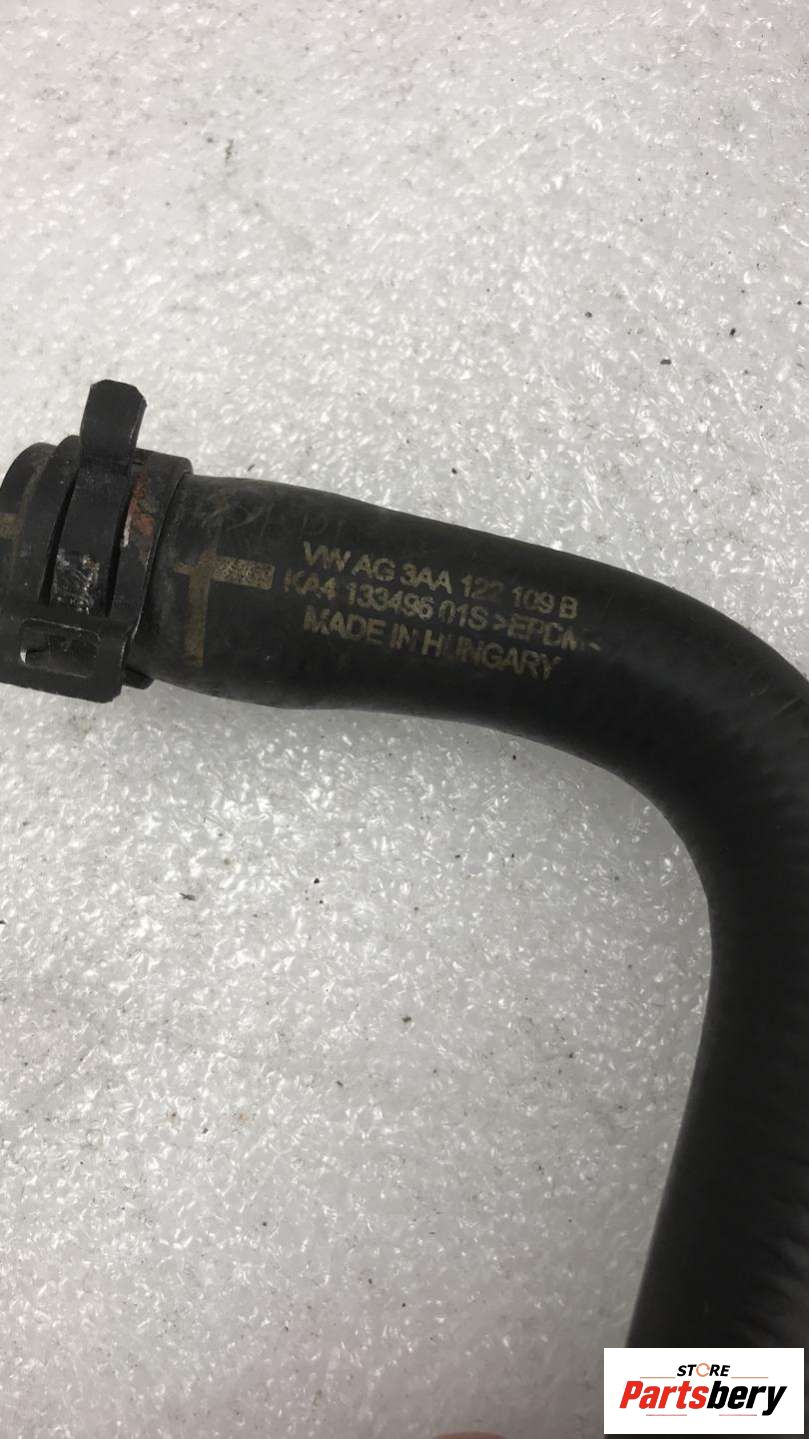 VW AG 3AA 122 109 B
KA4 133496 01S >EPDM<
MADE IN HUNGARY
STORE
Partsbery